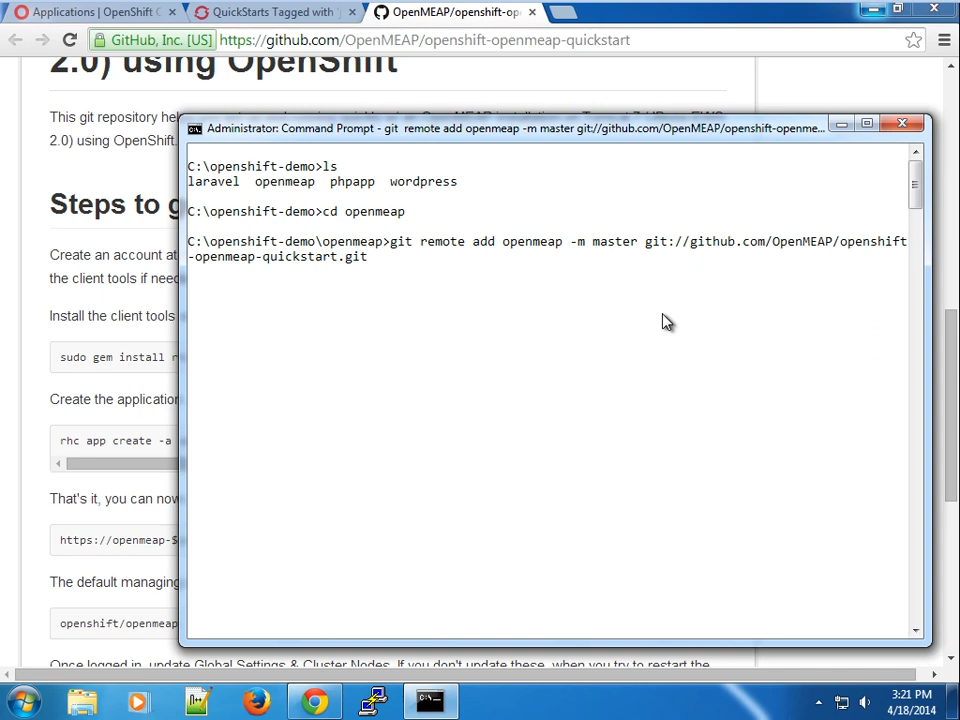 Applications | OpenShift
QuickStarts Tagged with '
OpenMEAP/openshift-op
GitHub, Inc. [US] https://github.com/OpenMEAP/openshift-openmeap-quickstart
2.0) using OpenShift
This git repository
2.0) using OpenShift.
Administrator: Command Prompt - git remote add openmeap -m master git://github.com/OpenMEAP/openshift-openme...
C:\openshift-demo>ls
laravel openmeap phpapp wordpress
C:\openshift-demo>cd openmeap
C:\openshift-demo\openmeap>git remote add openmeap -m master git://github.com/OpenMEAP/openshift
-openmeap-quickstart.git
Steps to g
Create an account at
the client tools if need
Install the client tools
sudo gem install r
Create the application
rhc app create -a
That's it, you can now
https://openmeap-$
The default managing
openshift/openmeap
Once logged in, update Global Settings & Cluster Nodes. If you don't update these, when you try to restart the
3:21 PM
4/18/2014